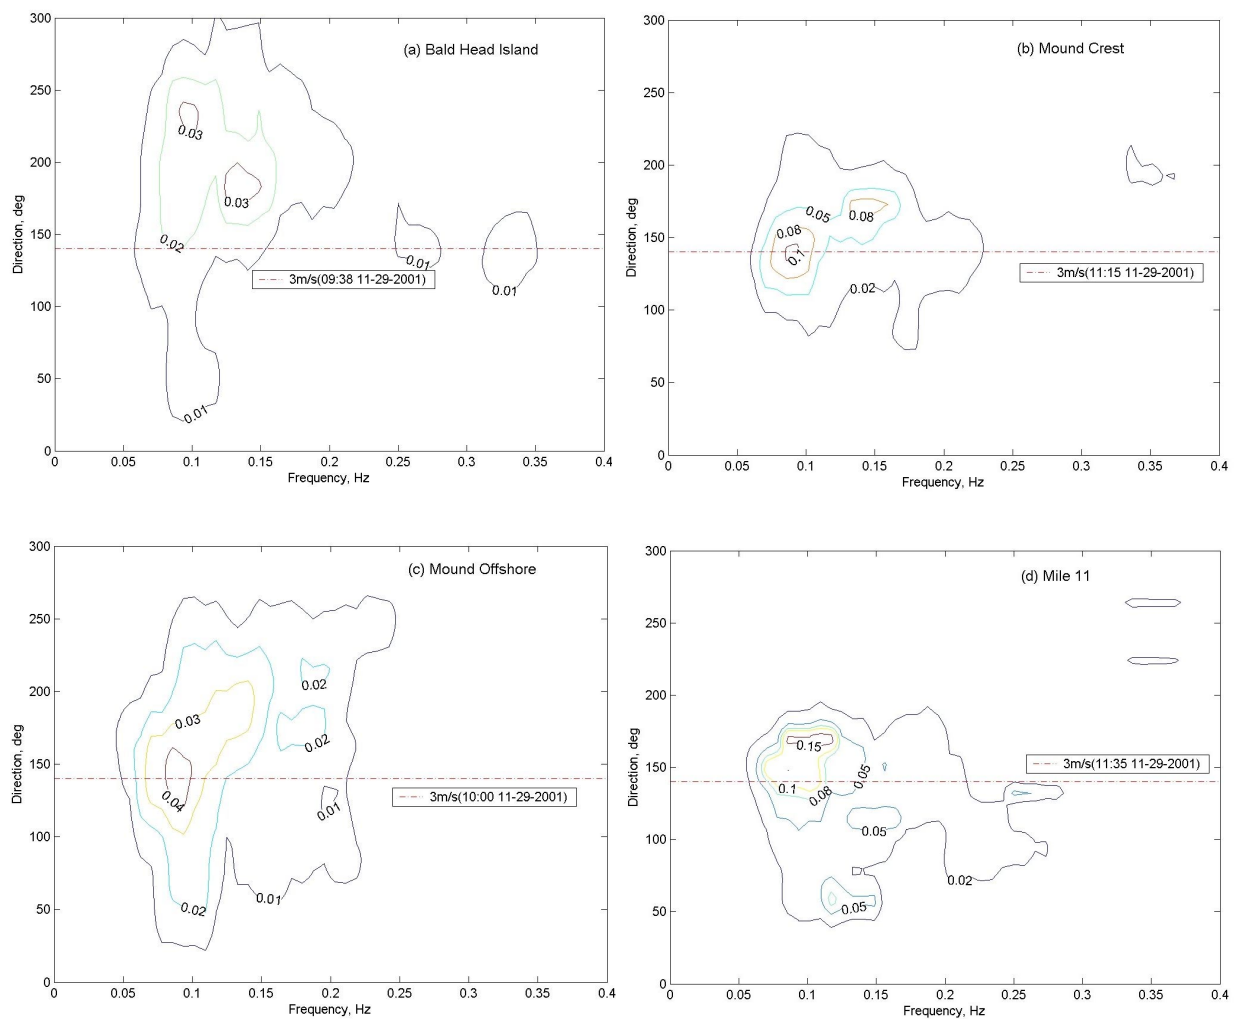 (a) Bald Head Island
Direction, deg
300
250
200
150
100
50
0
0.03
0.03
0.02
0.01
0.01
0.01
3m/s(09:38 11-29-2001)
0 0.05 0.1 0.15 0.2 0.25 0.3 0.35 0.4
Frequency, Hz
(b) Mound Crest
Direction, deg
300
250
200
150
100
50
0
0.05
0.08
0.08
0.1
0.02
3m/s(11:15 11-29-2001)
0 0.05 0.1 0.15 0.2 0.25 0.3 0.35 0.4
Frequency, Hz
(c) Mound Offshore
Direction, deg
300
250
200
150
100
50
0
0.02
0.03
0.02
0.04
0.01
0.01
0.02
3m/s(10:00 11-29-2001)
0 0.05 0.1 0.15 0.2 0.25 0.3 0.35 0.4
Frequency, Hz
(d) Mile 11
Direction, deg
300
250
200
150
100
50
0
0.15
0.05
0.1
0.08
0.05
0.02
0.05
3m/s(11:35 11-29-2001)
0 0.05 0.1 0.15 0.2 0.25 0.3 0.35 0.4
Frequency, Hz